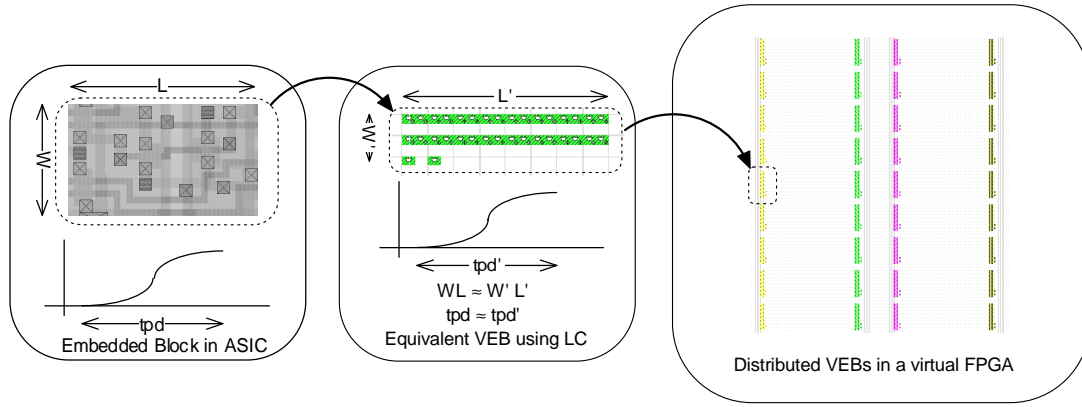 L
W
tpd
Embedded Block in ASIC
L'
W'
tpd'
WL ≈ W' L'
tpd ≈ tpd'
Equivalent VEB using LC
Distributed VEBs in a virtual FPGA